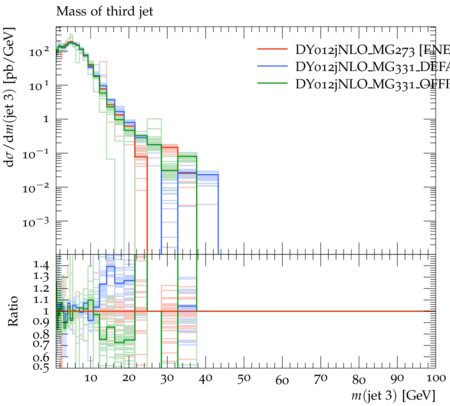 Mass of third jet
dσ/dm(jet 3) [pb/GeV]
DY012jNLO_MG273 [ENE
DY012jNLO_MG331_DEFA
DY012jNLO_MG331_OFFI
10²
10¹
1
10⁻¹
10⁻²
10⁻³
Ratio
1.4
1.3
1.2
1.1
1
0.9
0.8
0.7
0.6
0.5
10 20 30 40 50 60 70 80 90 100
m(jet 3) [GeV]